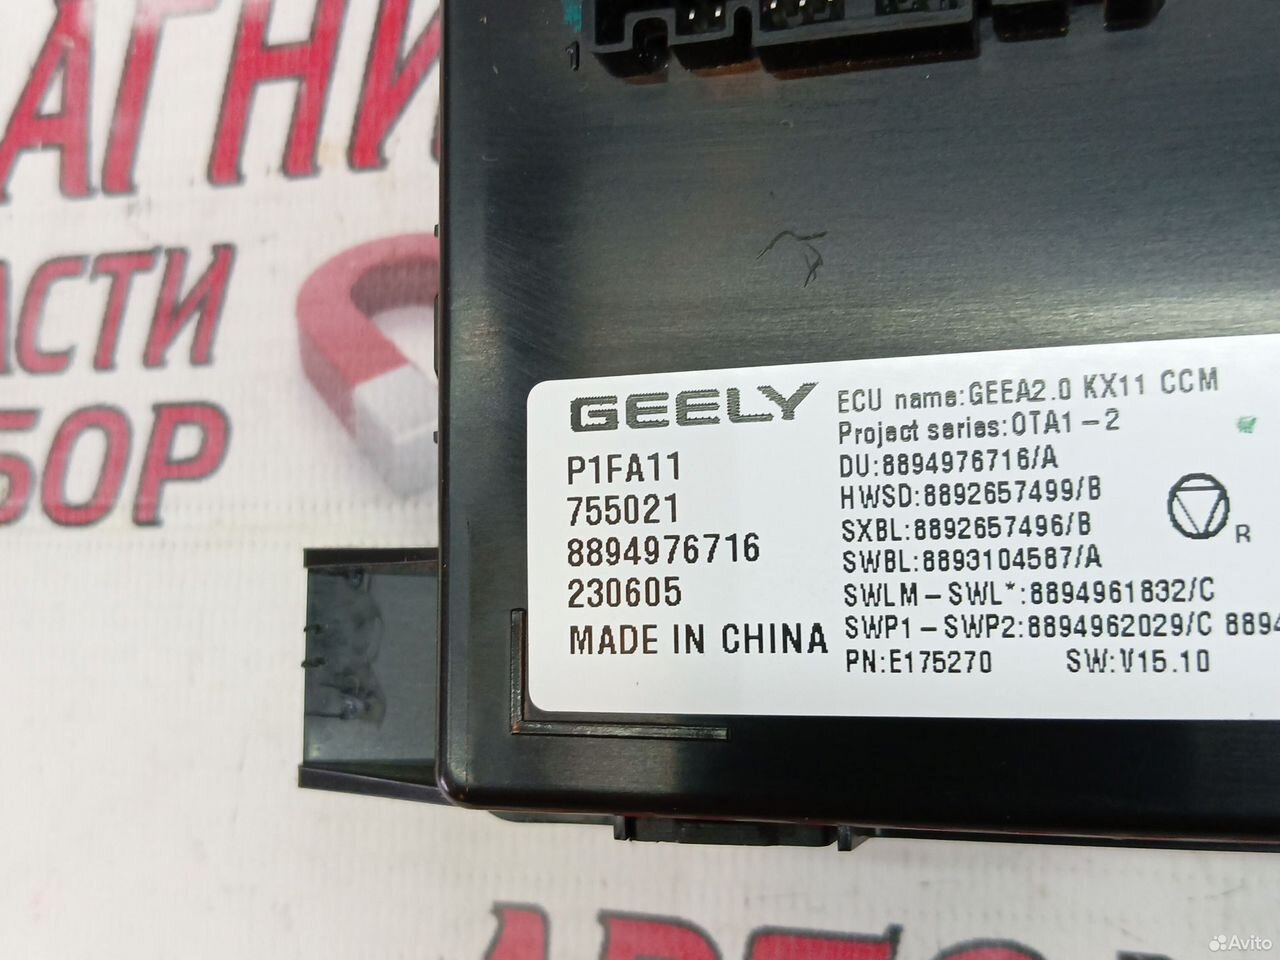 АГНИ
АСТИ
БОР
GEELY
P1FA11
755021
8894976716
230605
MADE IN CHINA
ECU name:GEEA2.0 KX11 CCM
Project series:OTA1-2
DU:8894976716/A
HWSD:8892657499/B
SXBL:8892657496/B
SWBL:8893104587/A
SWLM-SWL*:8894961832/C
SWP1-SWP2:8894962029/C 8894
PN:E175270 SW:V15.10
R
Avito